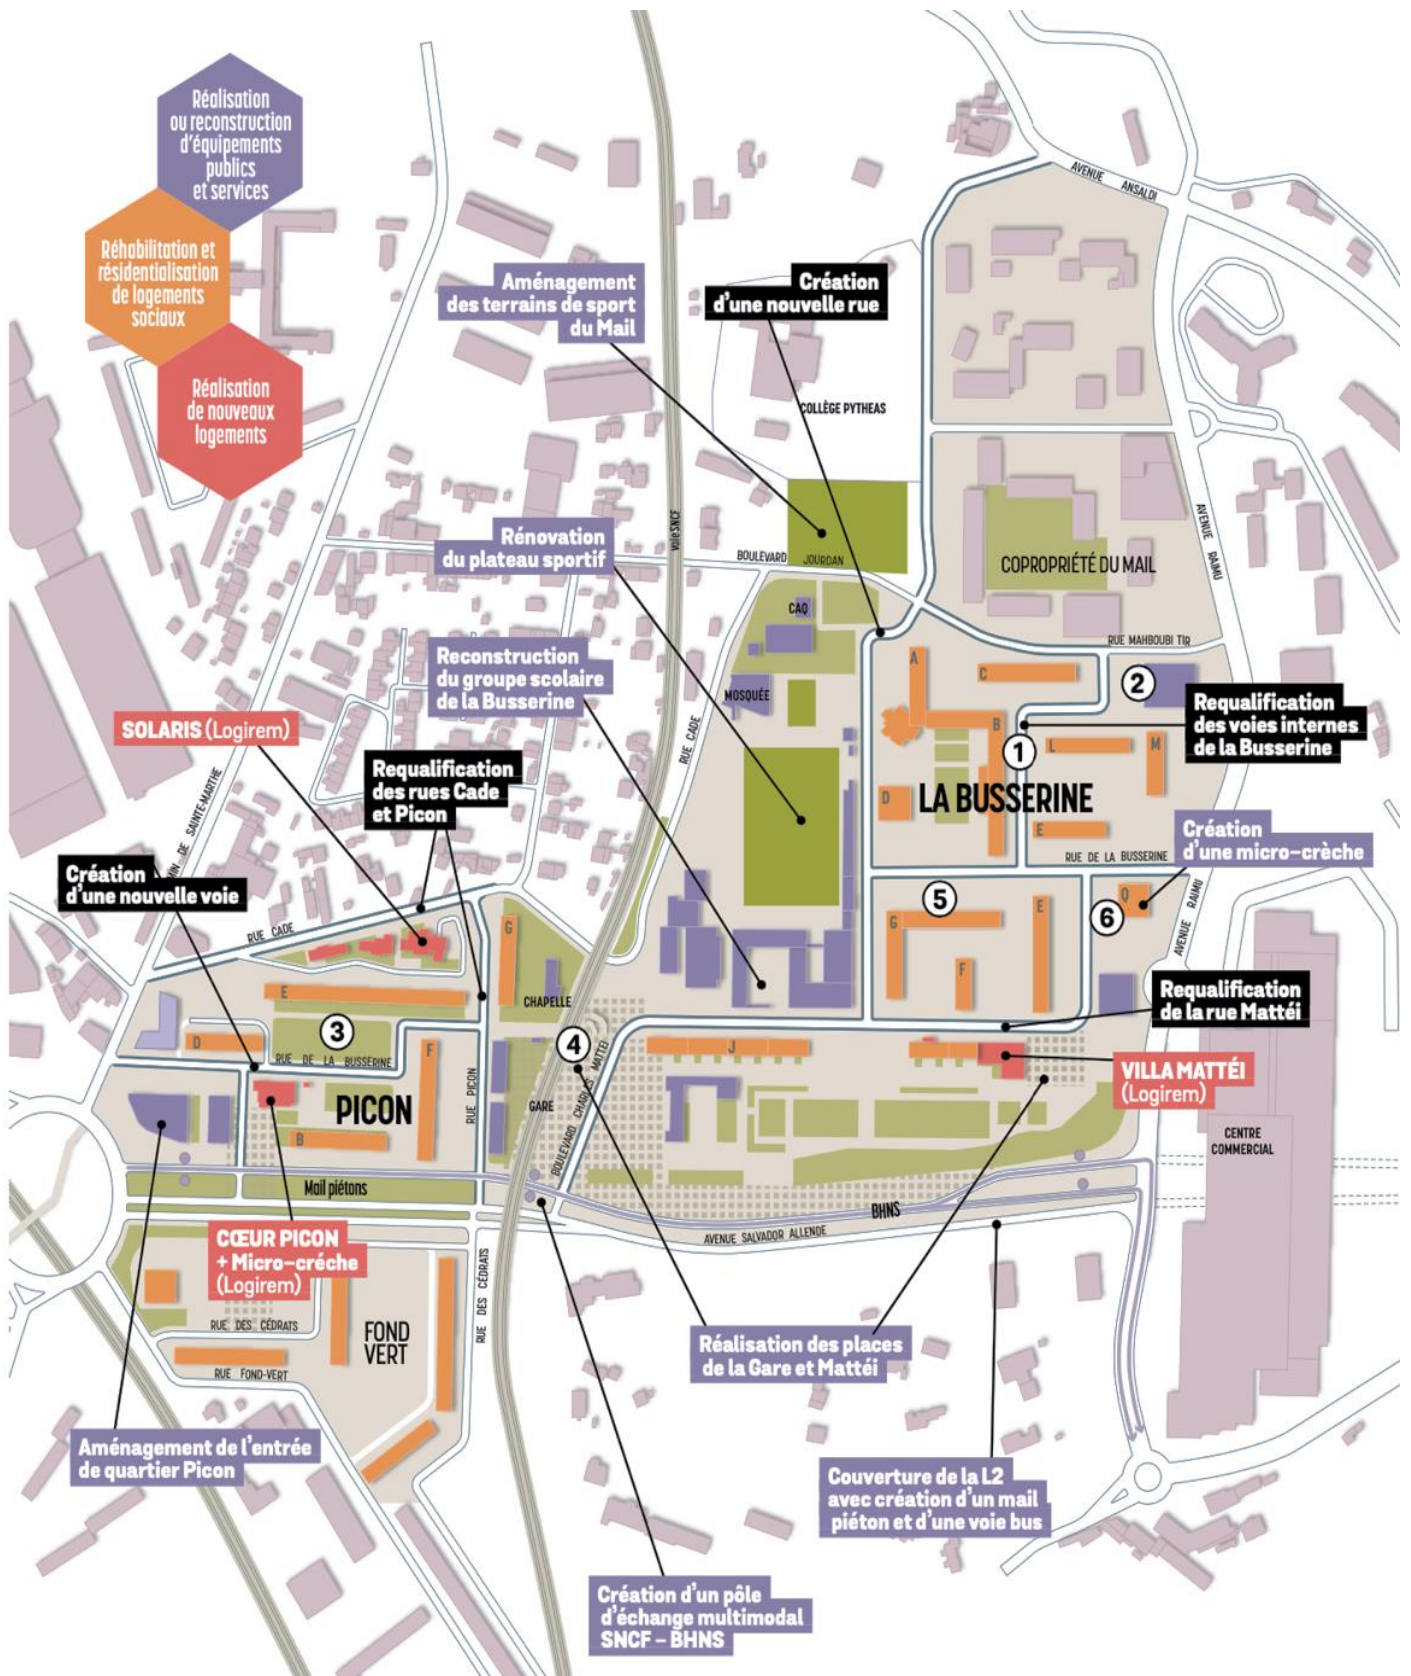 Réalisation
ou reconstruction
d'équipements
publics
et services
Réhabilitation et
résidentialisation
de logements
sociaux
Réalisation
de nouveaux
logements
AVENUE ANSALDI
Aménagement
des terrains de sport
du Mail
Création
d'une nouvelle rue
COLLÈGE PYTHEAS
voie SNCF
AVENUE RAIMU
Rénovation
du plateau sportif
BOULEVARD JOURDAN
COPROPRIÉTÉ DU MAIL
CAQ
RUE MAHBOUBI TIR
Reconstruction
du groupe scolaire
de la Busserine
A
C
2
MOSQUÉE
Requalification
des voies internes
de la Busserine
SOLARIS (Logirem)
RUE CADE
B
1
L
M
Requalification
des rues Cade
et Picon
D
LA BUSSERINE
E
Création
d'une micro-crèche
RUE DE LA BUSSERINE
MIN DE SAINTE-MARTHE
Création
d'une nouvelle voie
RUE CADE
5
6
Q
AVENUE RAIMU
G
G
E
F
CHAPELLE
E
Requalification
de la rue Mattéi
3
4
D
RUE DE LA BUSSERINE
F
J
BOULEVARD CHARLES MATTEI
VILLA MATTÉI
(Logirem)
PICON
RUE PICON
GARE
B
CENTRE
COMMERCIAL
Mail piétons
BHNS
AVENUE SALVADOR ALLENDE
CŒUR PICON
+ Micro-créche
(Logirem)
RUE DES CÉDRATS
RUE DES CÉDRATS
FOND
VERT
RUE FOND-VERT
Réalisation des places
de la Gare et Mattéi
Aménagement de l'entrée
de quartier Picon
Couverture de la L2
avec création d'un mail
piéton et d'une voie bus
Création d'un pôle
d'échange multimodal
SNCF – BHNS